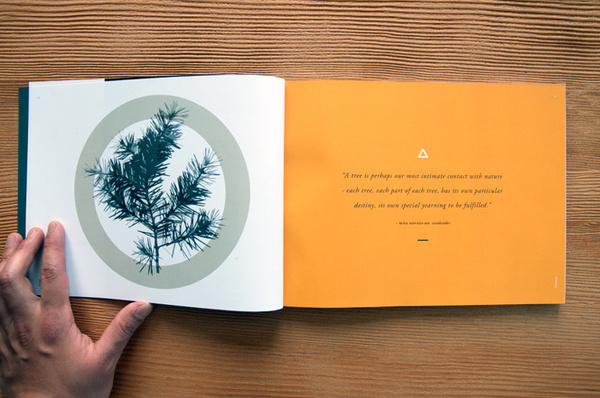 "A tree is perhaps our most intimate contact with nature
- each tree, each part of each tree, has its own particular
destiny, its own special yearning to be fulfilled."